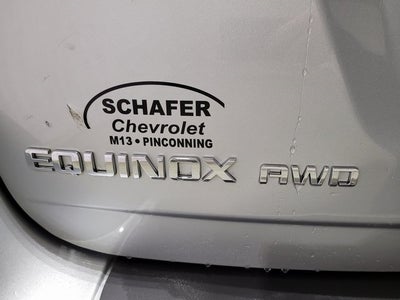 SCHAFER
Chevrolet
M13 • PINCONNING
EQUINOX AWD